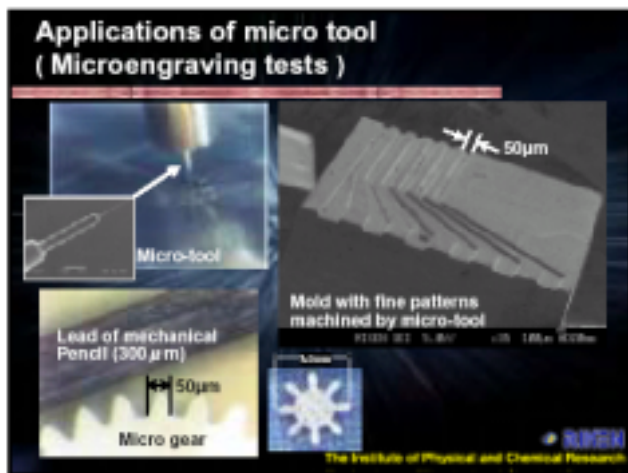 Applications of micro tool
( Microengraving tests )
50μm
Micro-tool
Mold with fine patterns
machined by micro-tool
Lead of mechanical
Pencil (300μm)
50μm
Micro gear
RIKEN
The Institute of Physical and Chemical Research